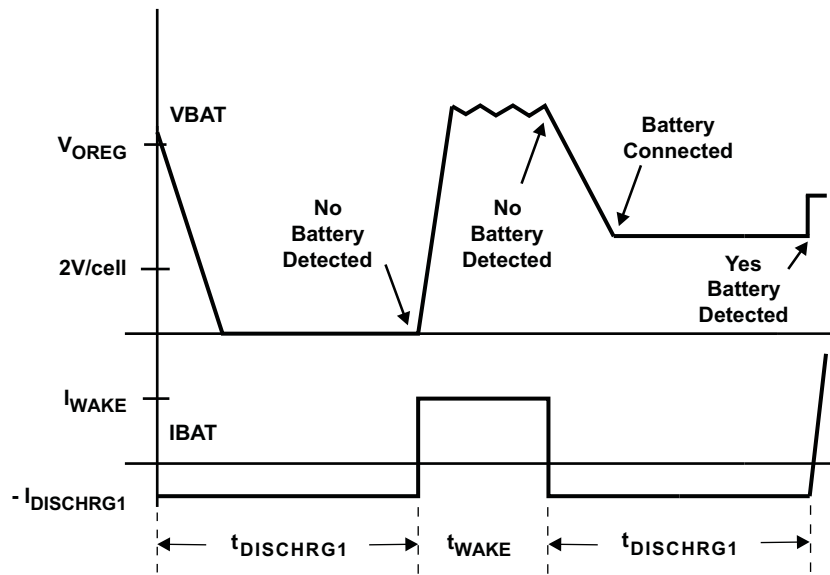 VBAT
V_OREG
Battery
Connected
No
Battery
Detected
No
Battery
Detected
2V/cell
Yes
Battery
Detected
I_WAKE
IBAT
- I_DISCHRG1
t_DISCHRG1
t_WAKE
t_DISCHRG1